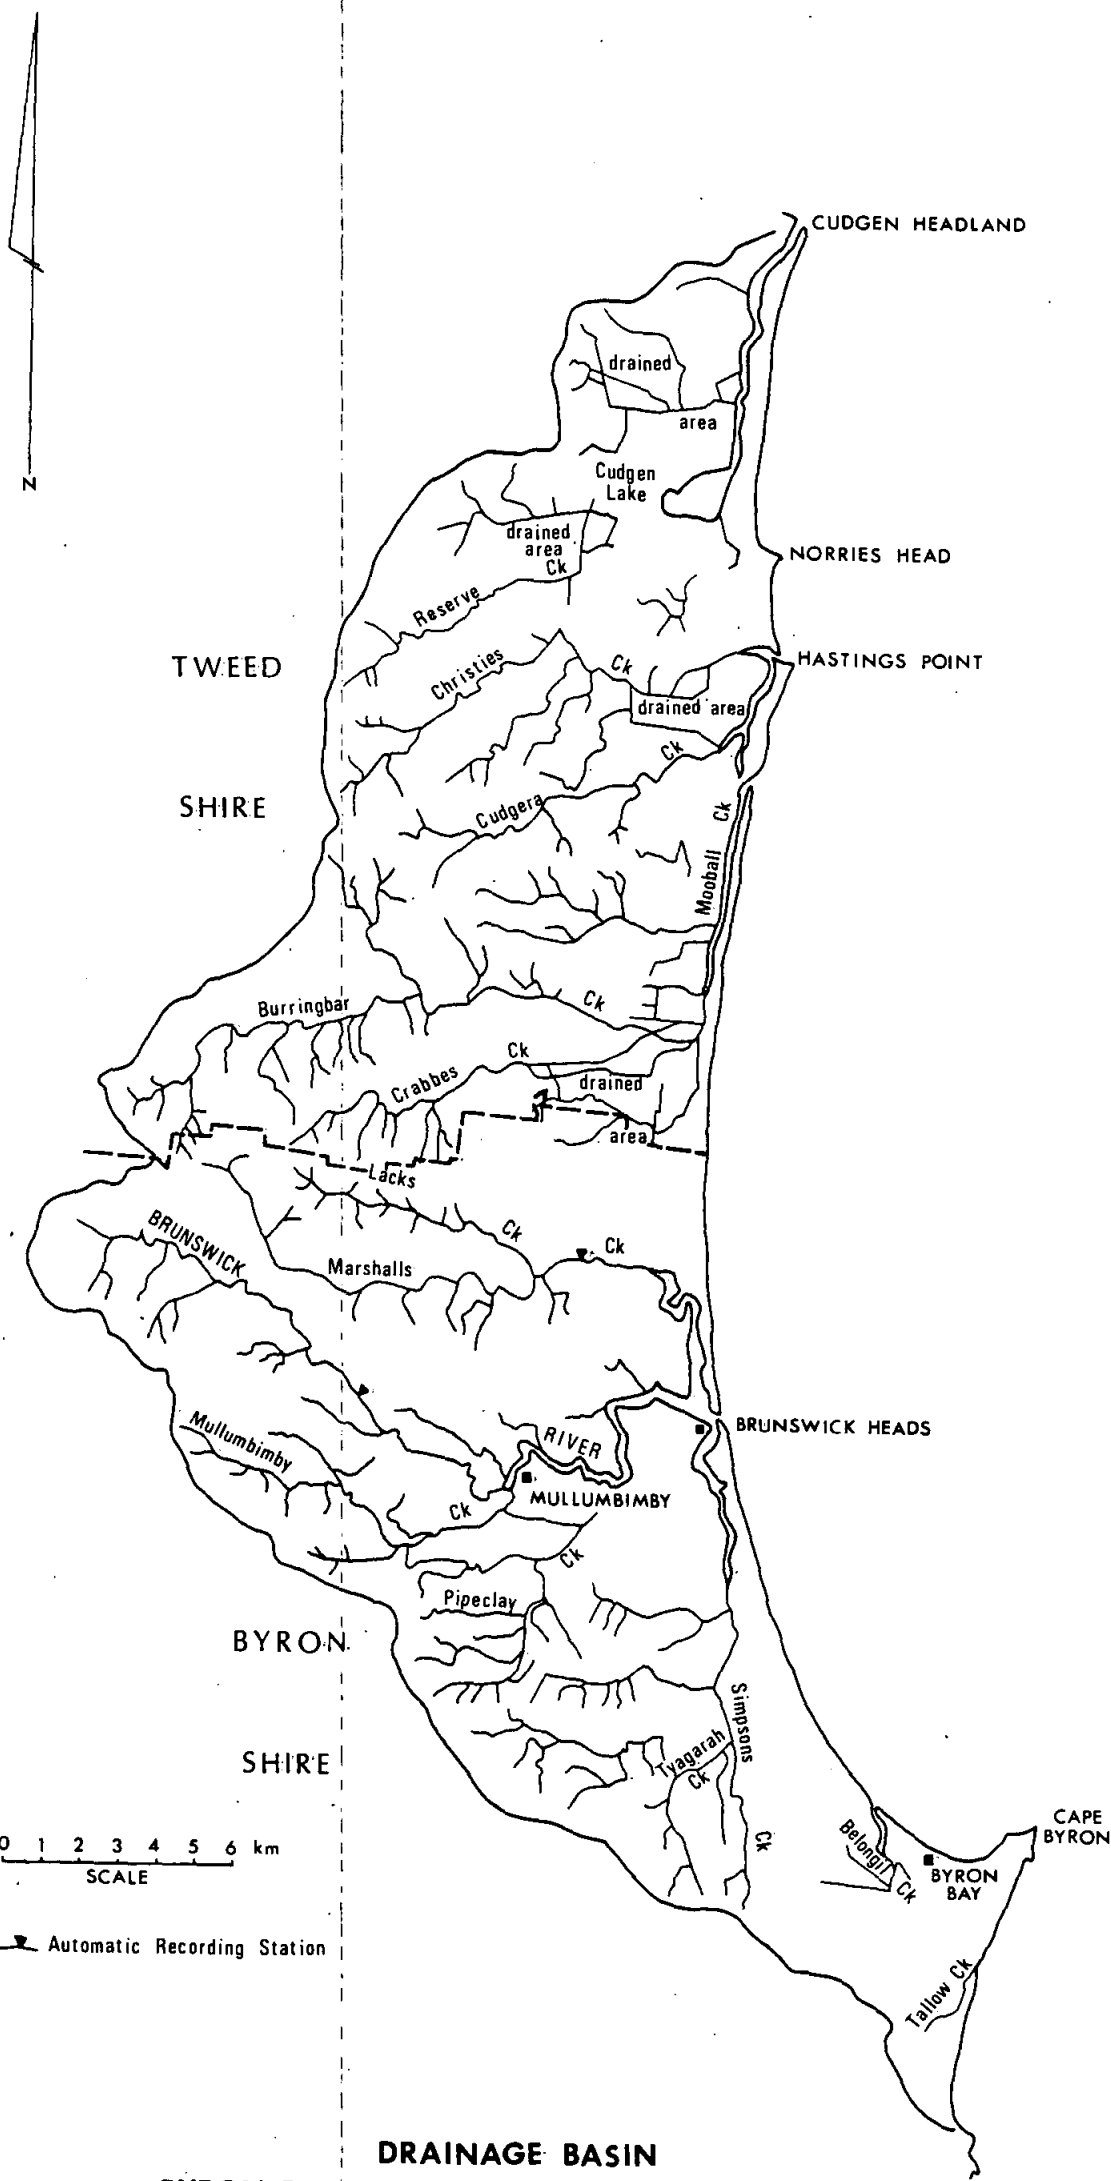 CUDGEN HEADLAND
drained
area
Cudgen
Lake
N
drained
area
Ck
NORRIES HEAD
Reserve
TWEED
Christies
Ck
HASTINGS POINT
drained area
Ck
SHIRE
Cudgera
Ck
Mooball
Burringbar
Ck
Ck
Crabbes
drained
area
Lacks
BRUNSWICK
Ck
Ck
Marshalls
Mullumbimby
RIVER
BRUNSWICK HEADS
MULLUMBIMBY
Ck
Ck
Pipeclay
BYRON
Simpsons
SHIRE
Tyagarah
Ck
Ck
0 1 2 3 4 5 6 km
SCALE
CAPE
BYRON
Belongil
Ck
BYRON
BAY
Automatic Recording Station
Tallow Ck
DRAINAGE BASIN